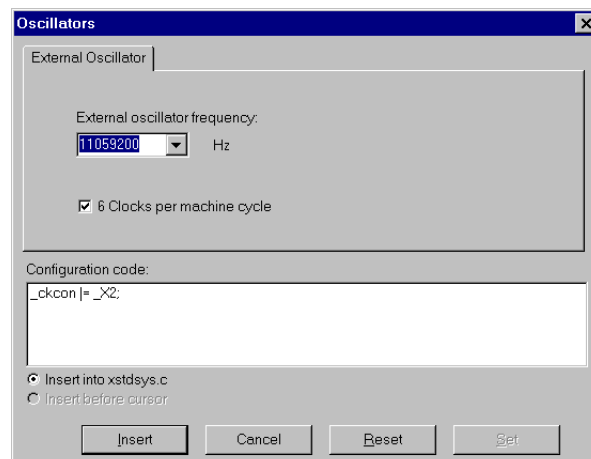 Oscillators
External Oscillator
External oscillator frequency:
11059200 Hz
6 Clocks per machine cycle
Configuration code:
_ckcon |= _X2;
Insert into xstdsys.c
Insert before cursor
Insert Cancel Reset Set